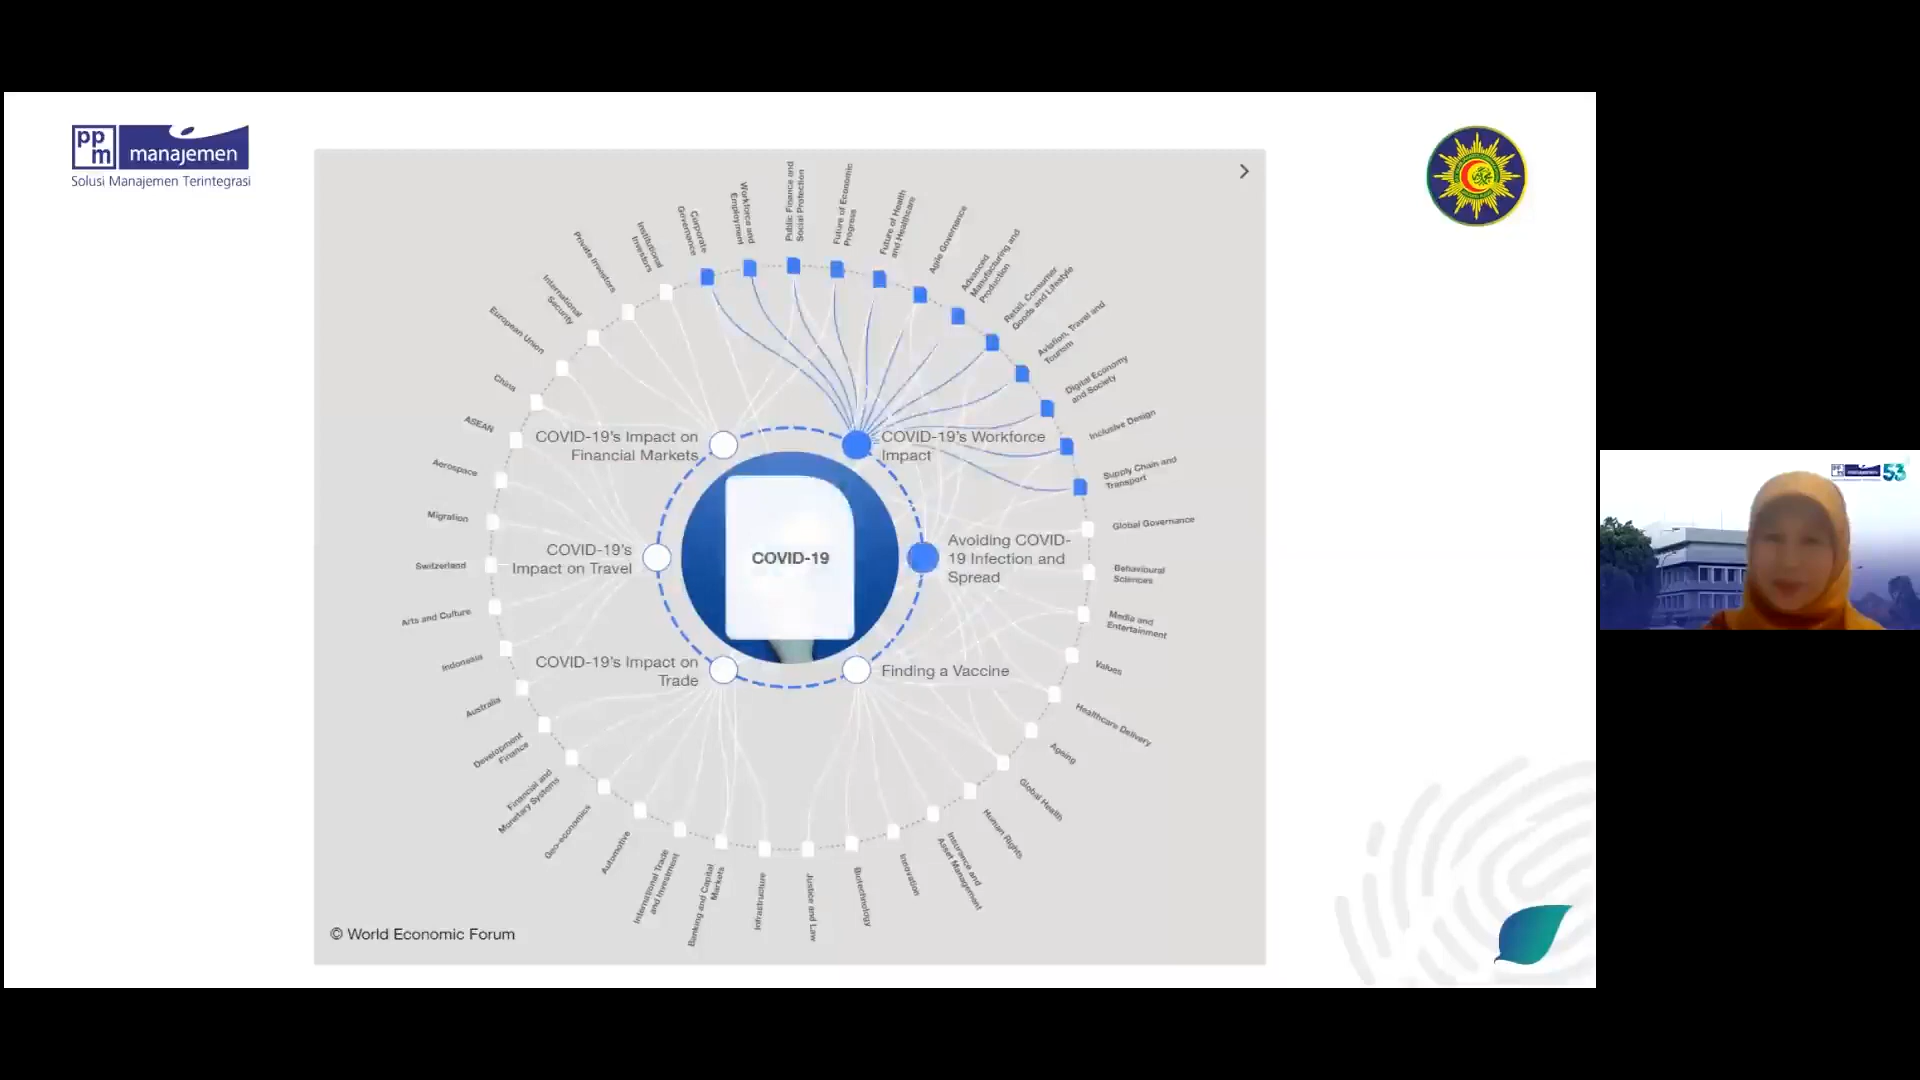 pp
m
manajemen
Solusi Manajemen Terintegrasi
Private Investors
Institutional
Investors
Corporate
Governance
Workforce and
Employment
Public Finance and
Social Protection
Future of Economic
Progress
Future of Health
and Healthcare
Agile Governance
Advanced
Manufacturing and
Production
Retail, Consumer
Goods and Lifestyle
Aviation, Travel and
Tourism
Digital Economy
and Society
Inclusive Design
Supply Chain and
Transport
Global Governance
Behavioural
Sciences
Media and
Entertainment
Values
Healthcare Delivery
Ageing
Global Health
Human Rights
Insurance and
Asset Management
Innovation
Biotechnology
Justice and Law
Infrastructure
Banking and Capital
Markets
International Trade
and Investment
Automotive
Geo-economics
Financial and
Monetary Systems
Development
Finance
Australia
Indonesia
Arts and Culture
Switzerland
Migration
Aerospace
ASEAN
China
European Union
International
Security
COVID-19's Impact on
Financial Markets
COVID-19's Workforce
Impact
COVID-19's
Impact on Travel
COVID-19
Avoiding COVID-
19 Infection and
Spread
COVID-19's Impact on
Trade
Finding a Vaccine
© World Economic Forum
53